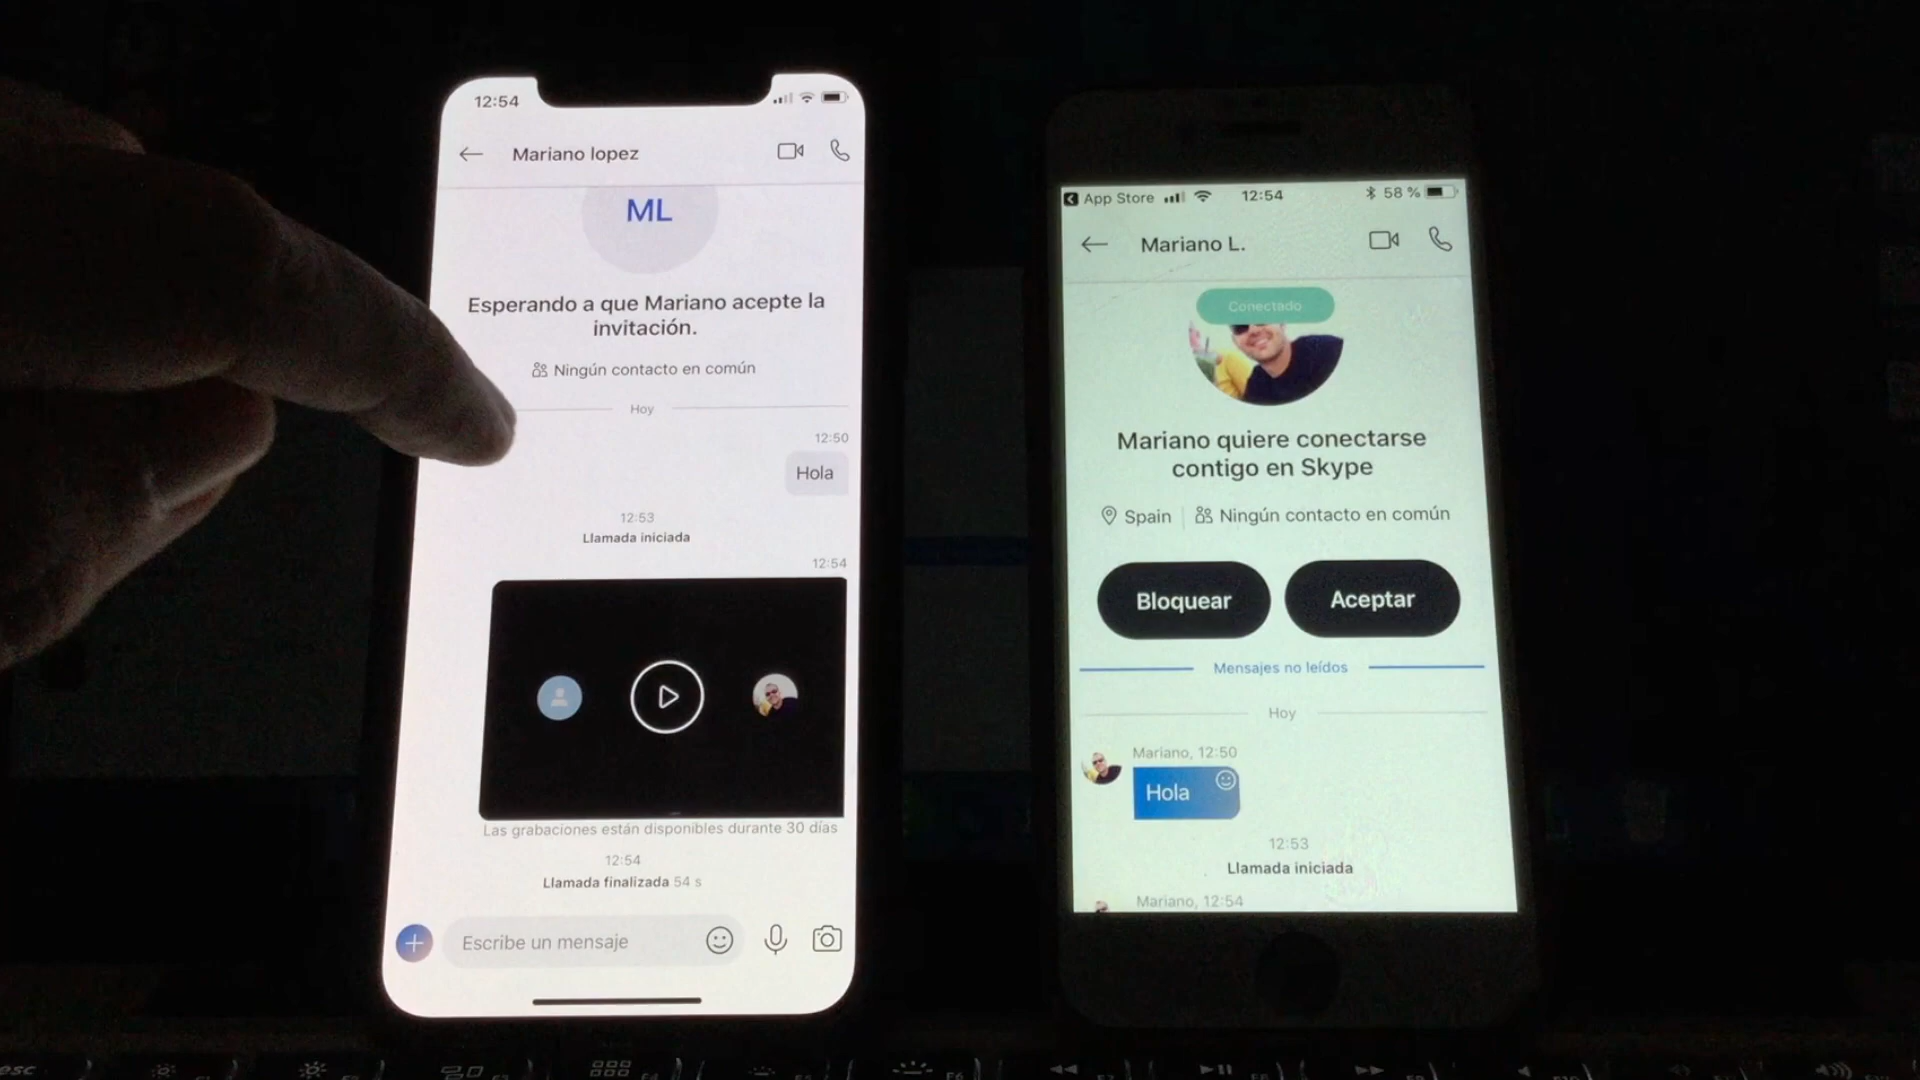 12:54
Mariano lopez
ML
Esperando a que Mariano acepte la
invitación.
Ningún contacto en común
Hoy
12:50
Hola
12:53
Llamada iniciada
12:54
Las grabaciones están disponibles durante 30 días
12:54
Llamada finalizada 54 s
Escribe un mensaje
App Store
12:54
58 %
Mariano L.
Conectado
Mariano quiere conectarse
contigo en Skype
Spain
Ningún contacto en común
Bloquear
Aceptar
Mensajes no leídos
Hoy
Mariano, 12:50
Hola
12:53
Llamada iniciada
Mariano, 12:54
esc